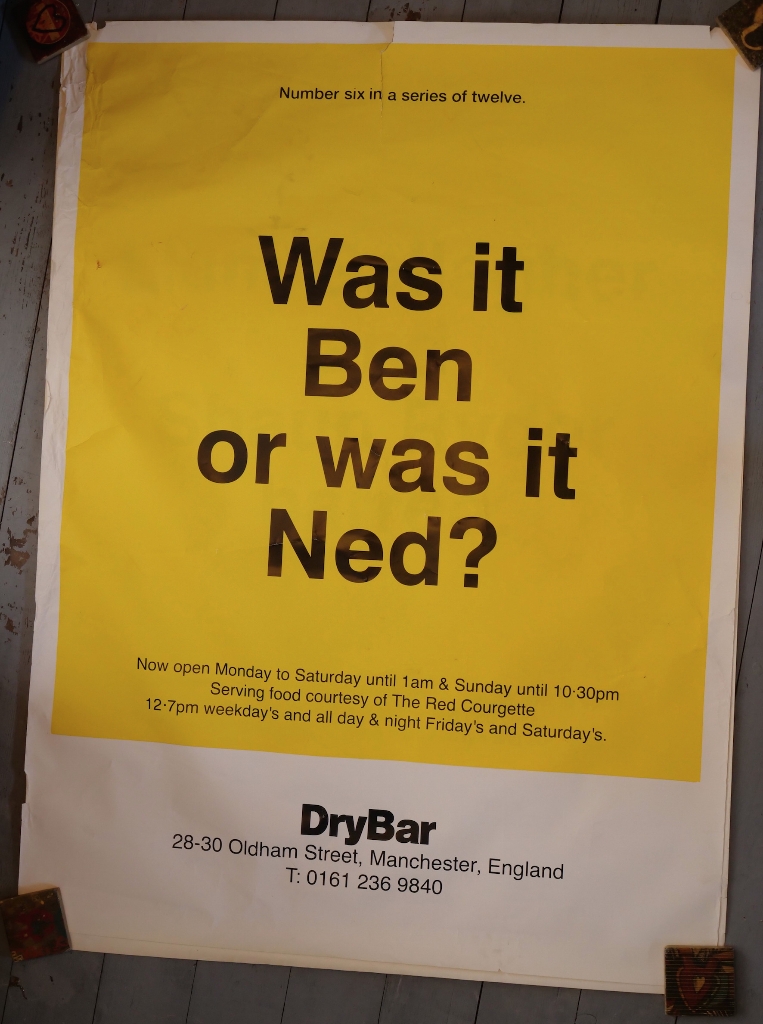 Number six in a series of twelve.
Was it
Ben
or was it
Ned?
Now open Monday to Saturday until 1am & Sunday until 10·30pm
Serving food courtesy of The Red Courgette
12·7pm weekday's and all day & night Friday's and Saturday's.
DryBar
28-30 Oldham Street, Manchester, England
T: 0161 236 9840